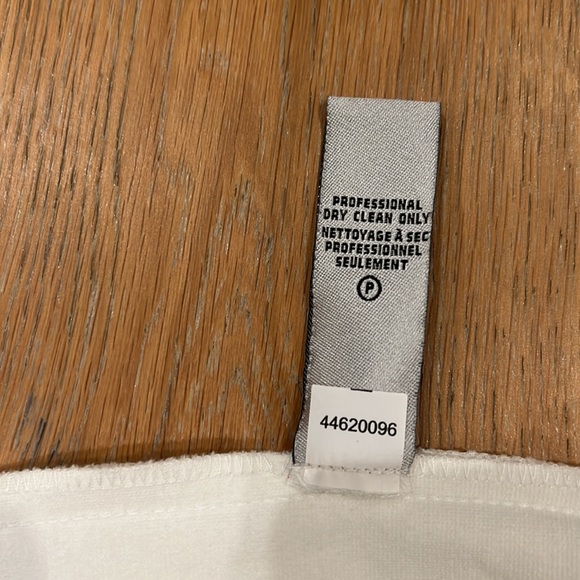 PROFESSIONAL
DRY CLEAN ONLY
NETTOYAGE À SEC
PROFESSIONNEL
SEULEMENT
P
44620096